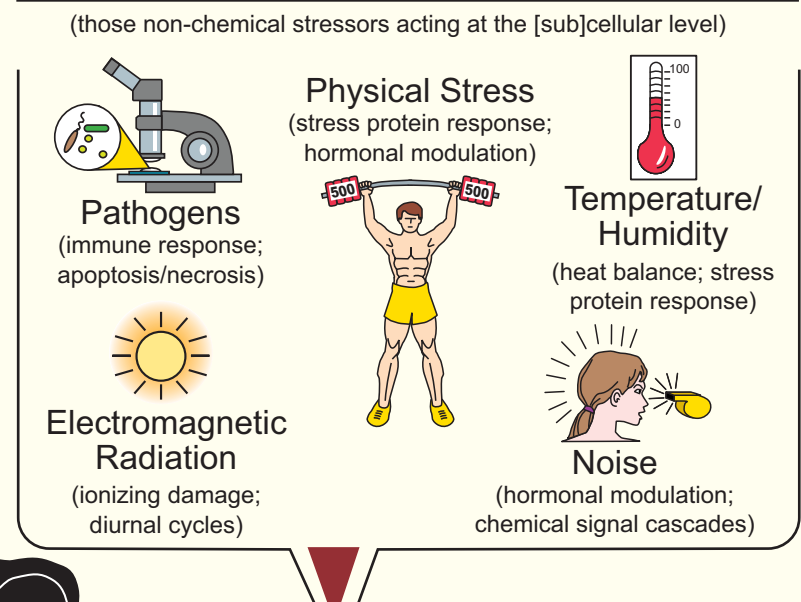 (those non-chemical stressors acting at the [sub]cellular level)
Physical Stress
(stress protein response;
hormonal modulation)
500
500
100
0
Pathogens
(immune response;
apoptosis/necrosis)
Temperature/
Humidity
(heat balance; stress
protein response)
Electromagnetic
Radiation
(ionizing damage;
diurnal cycles)
Noise
(hormonal modulation;
chemical signal cascades)